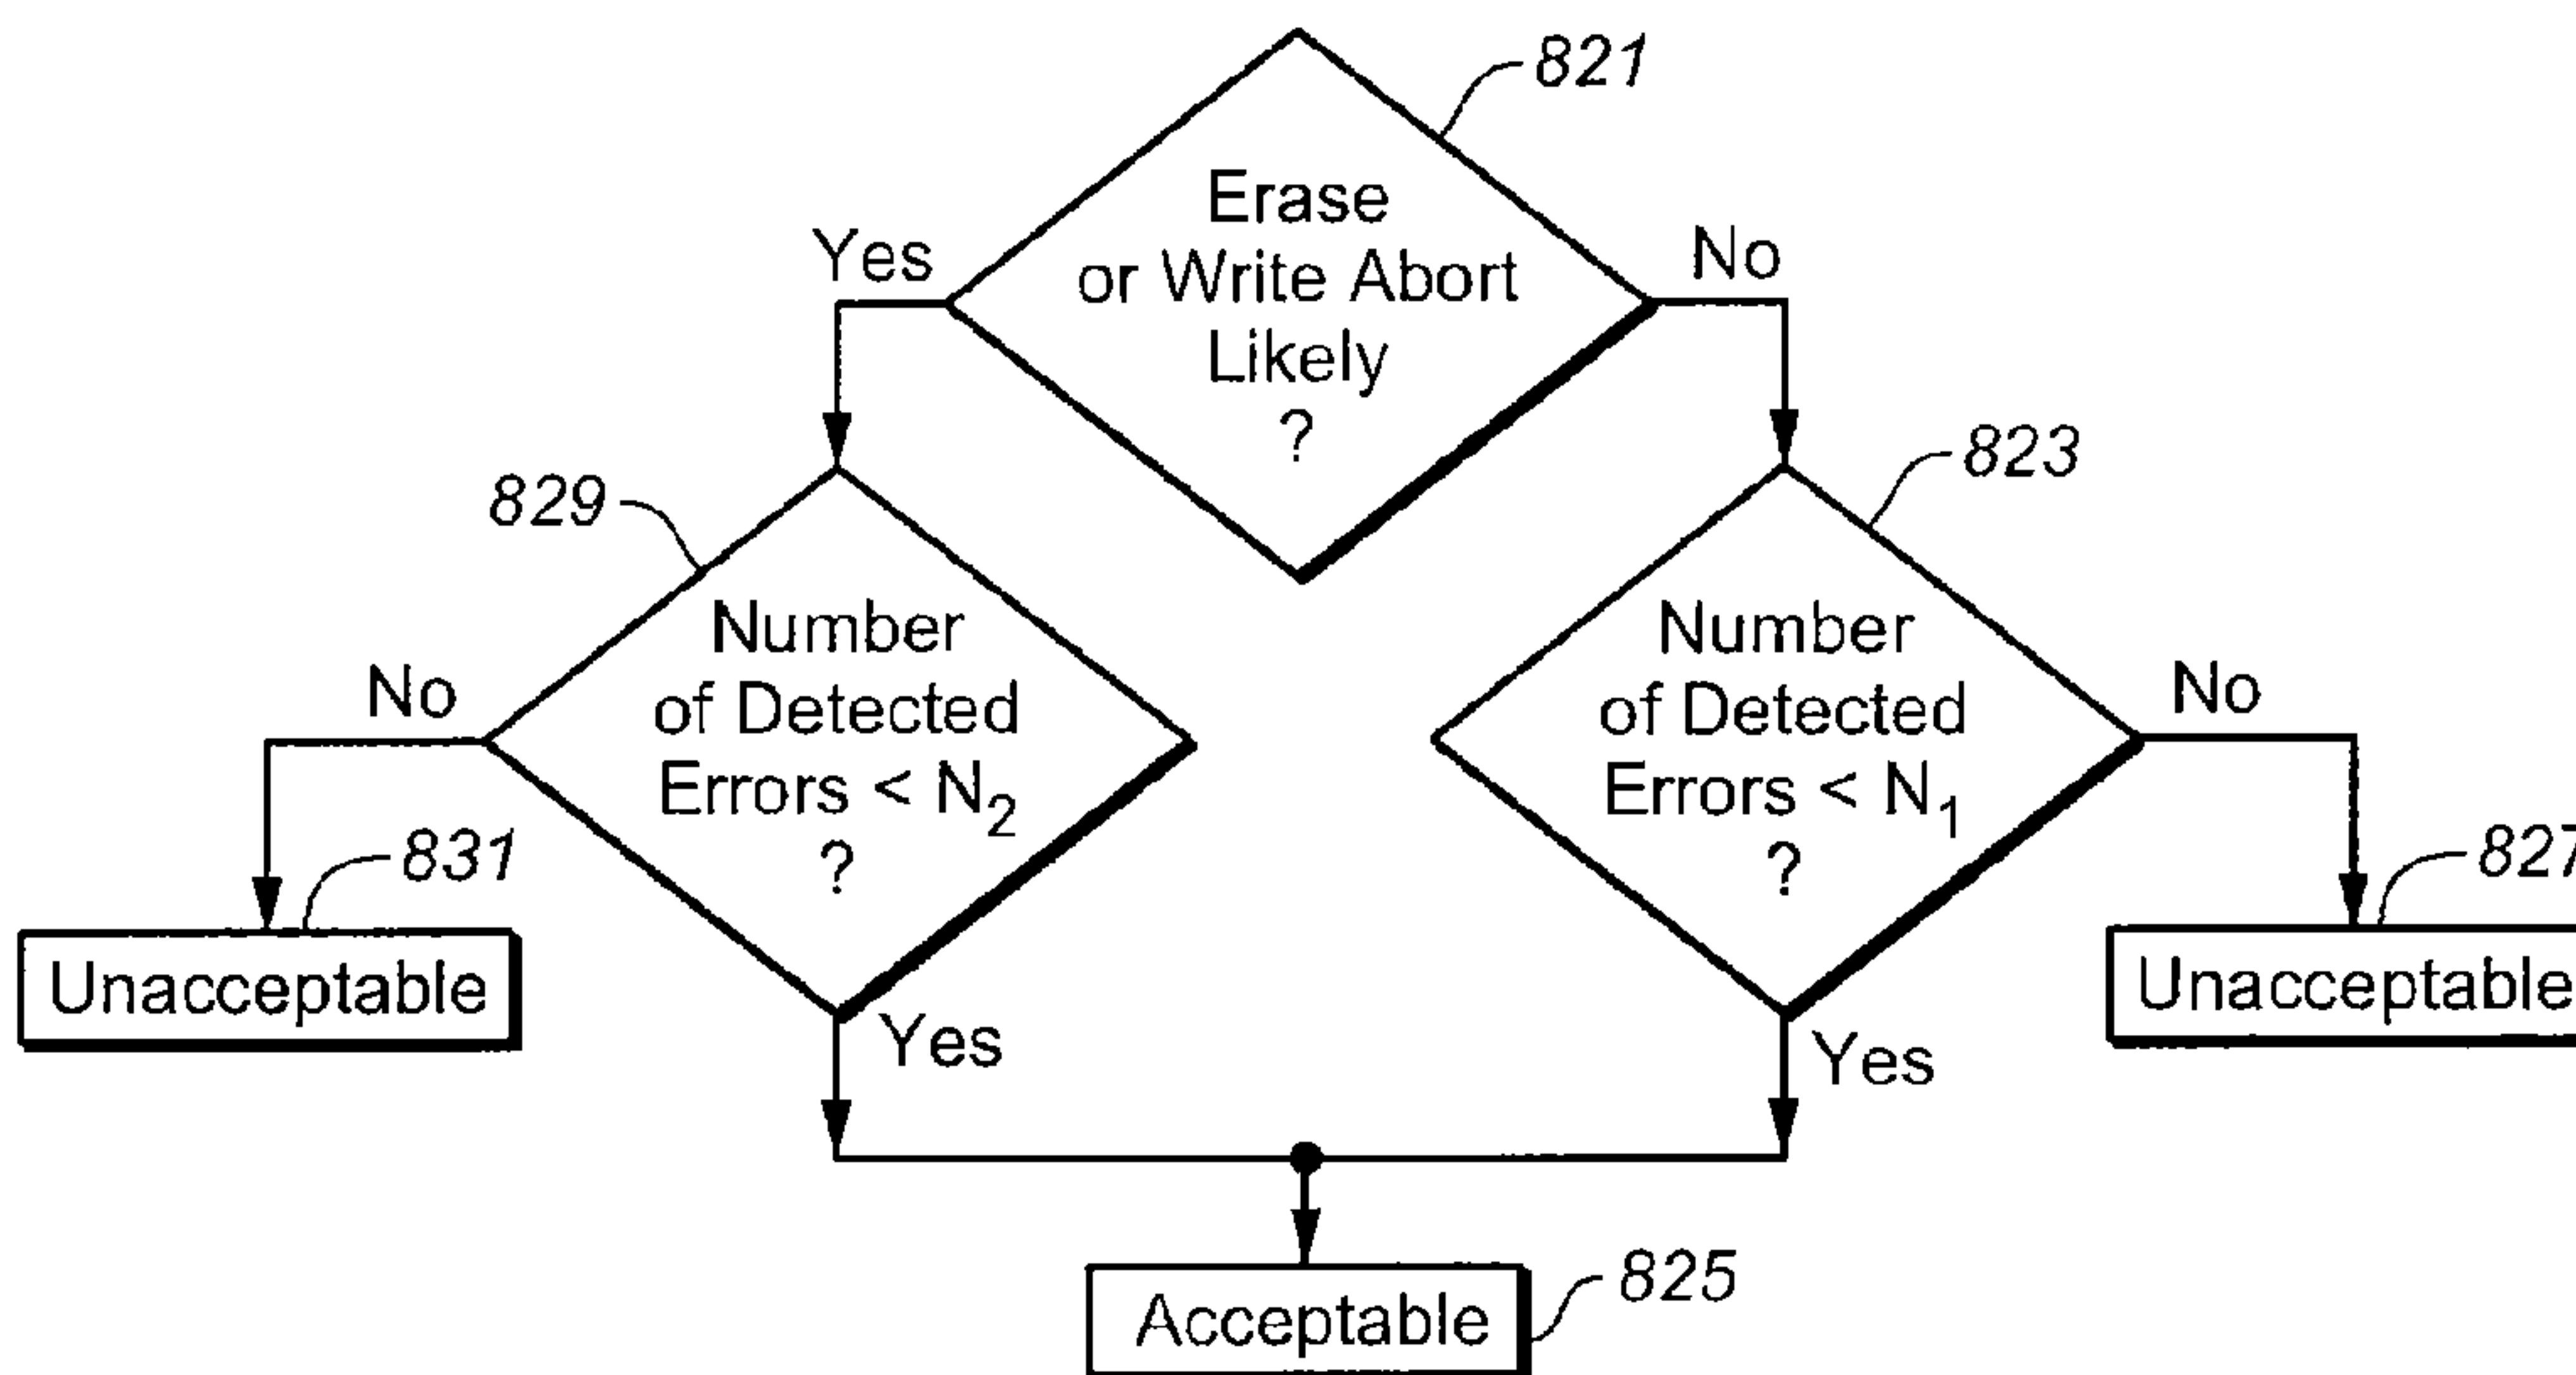 821
Erase
or Write Abort
Likely
?
Yes
No
829
823
Number
of Detected
Errors < N₂
?
Number
of Detected
Errors < N₁
?
No
No
831
827
Unacceptable
Unacceptable
Yes
Yes
Acceptable
825